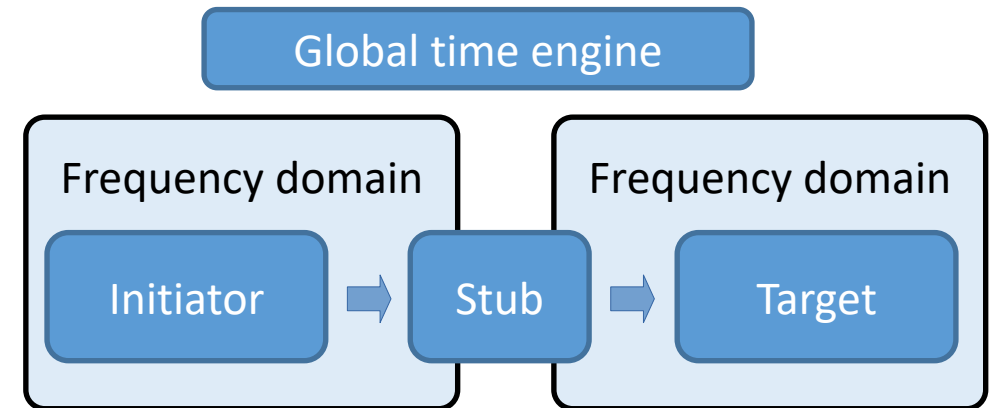 Global time engine
Frequency domain
Frequency domain
Initiator
Stub
Target